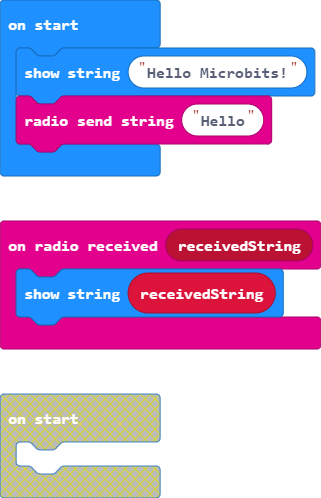 on start
show string "Hello Microbits!"
radio send string "Hello"
on radio received receivedString
show string receivedString
on start